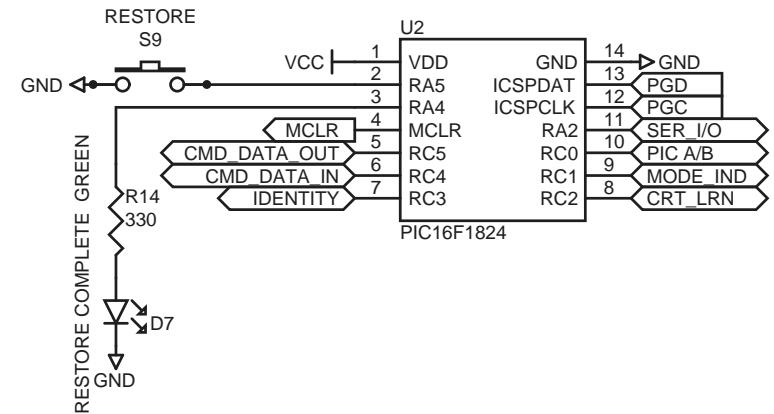 RESTORE
S9
GND
U2
VCC
1
VDD
GND
14
GND
2
RA5
ICSPDAT
13
PGD
3
RA4
ICSPCLK
12
PGC
MCLR
4
MCLR
RA2
11
SER_I/O
CMD_DATA_OUT
5
RC5
RC0
10
PIC A/B
CMD_DATA_IN
6
RC4
RC1
9
MODE_IND
IDENTITY
7
RC3
RC2
8
CRT_LRN
PIC16F1824
RESTORE COMPLETE GREEN
R14
330
D7
GND